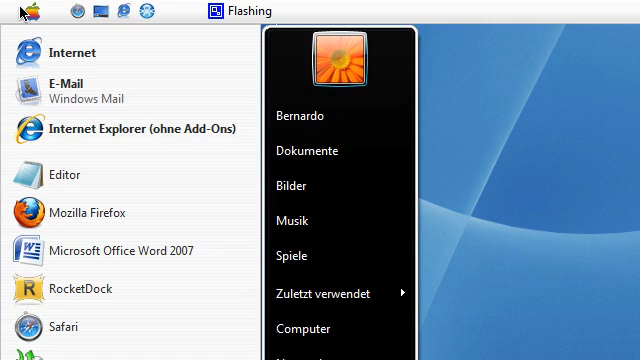 Flashing
Internet
E-Mail
Windows Mail
Internet Explorer (ohne Add-Ons)
Editor
Mozilla Firefox
Microsoft Office Word 2007
RocketDock
Safari
Bernardo
Dokumente
Bilder
Musik
Spiele
Zuletzt verwendet
Computer